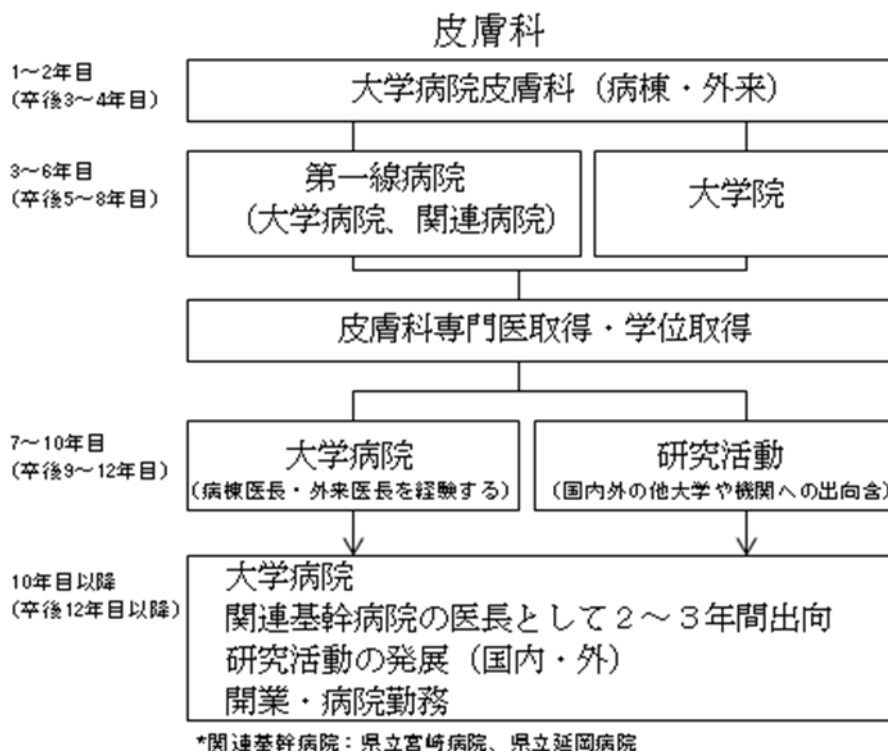 皮膚科
1～2年目
(卒後3～4年目)
大学病院皮膚科（病棟・外来）
3～6年目
(卒後5～8年目)
第一線病院
（大学病院、関連病院）
大学院
皮膚科専門医取得・学位取得
7～10年目
(卒後9～12年目)
大学病院
(病棟医長・外来医長を経験する)
研究活動
(国内外の他大学や機関への出向含)
10年目以降
(卒後12年目以降)
大学病院
関連基幹病院の医長として２～３年間出向
研究活動の発展（国内・外）
開業・病院勤務
*関連基幹病院：県立宮崎病院、県立延岡病院